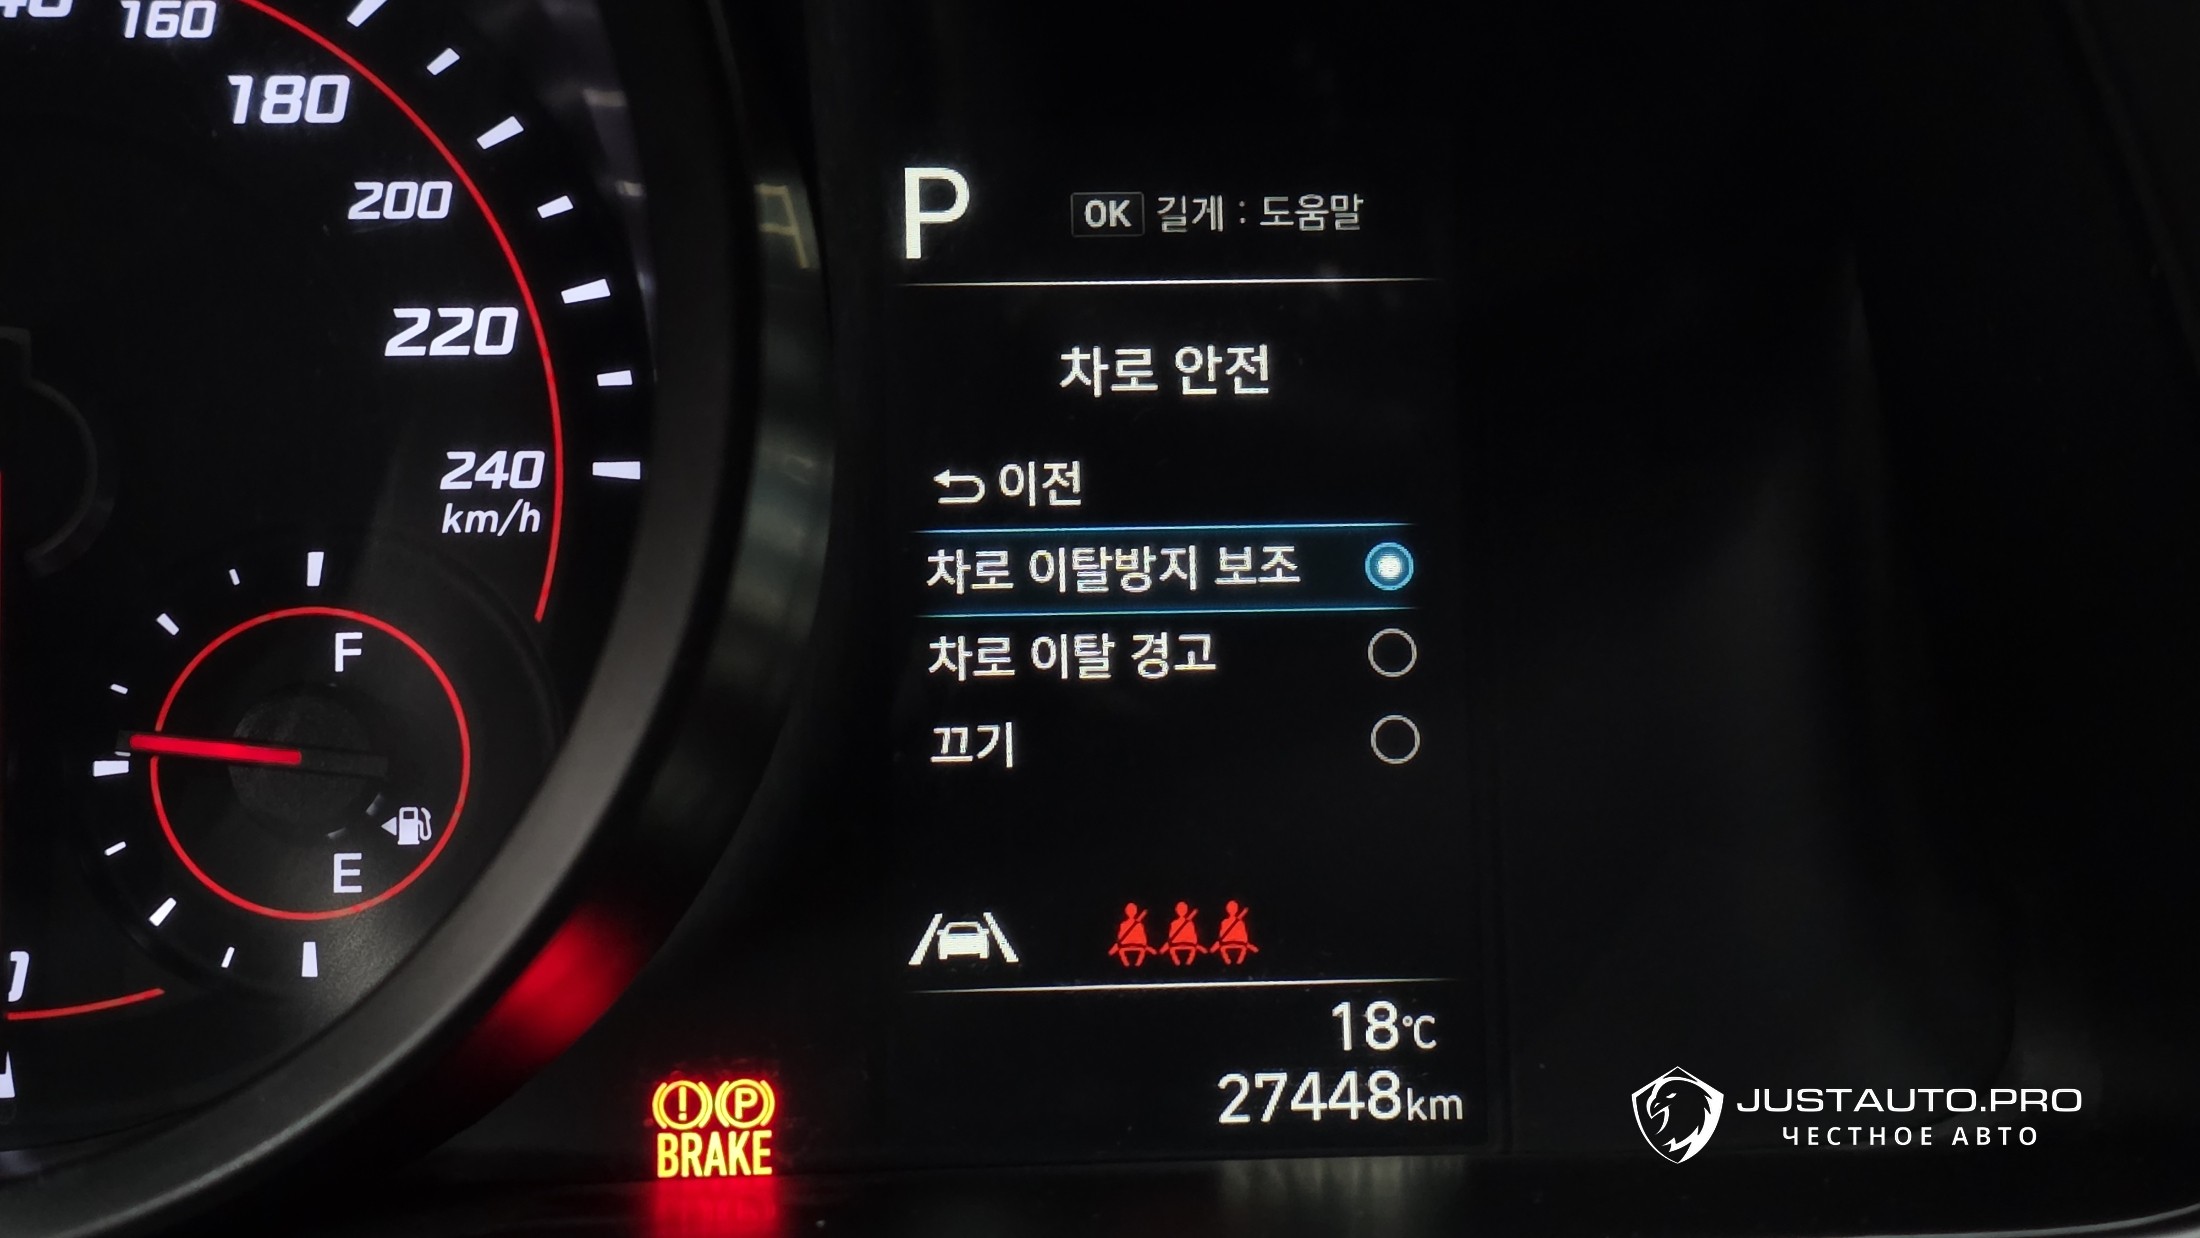 160
180
200
220
240
km/h
F
E
P
OK 길게 : 도움말
차로 안전
이전
차로 이탈방지 보조
차로 이탈 경고
끄기
18°C
27448km
P
BRAKE
JUSTAUTO.PRO
ЧЕСТНОЕ АВТО